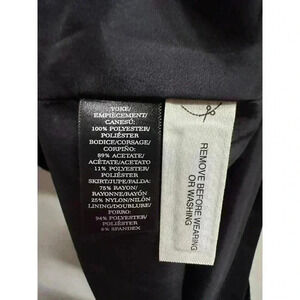 YOKE/
EMPIÈCEMENT/
CANESÚ:
100% POLYESTER/
POLIÉSTER
BODICE/CORSAGE/
CORPIÑO:
89% ACETATE/
ACÉTATE/ACETATO
11% POLYESTER/
POLIÉSTER
SKIRT/JUPE/FALDA:
75% RAYON/
RAYONNE/RAYÓN
25% NYLON/NILÓN
LINING/DOUBLURE/
FORRO:
94% POLYESTER/
POLIÉSTER
6% SPANDEX
REMOVE BEFORE WEARING
OR WASHING